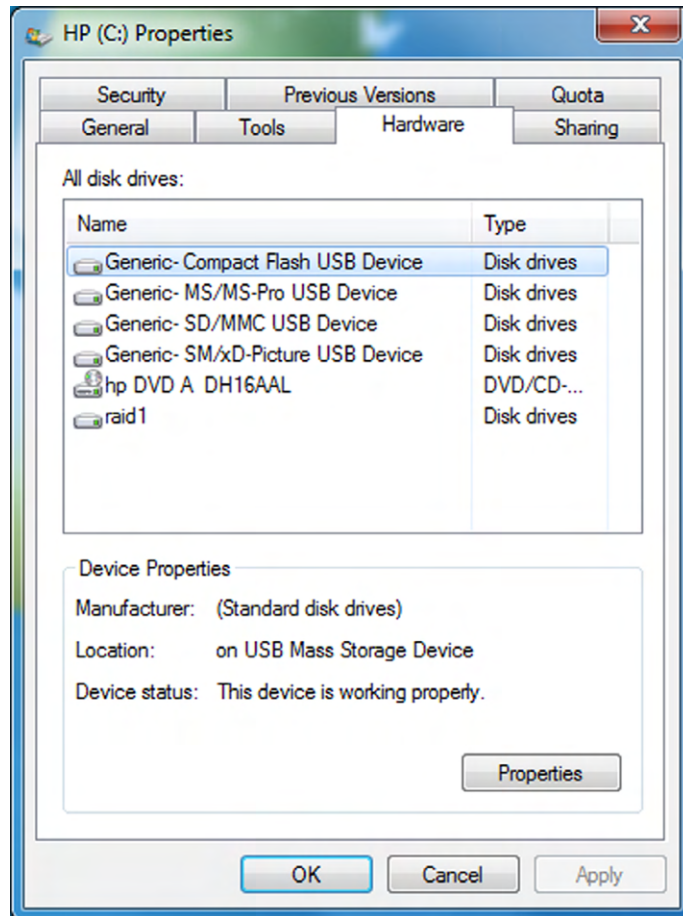 HP (C:) Properties
Security Previous Versions Quota
General Tools Hardware Sharing
All disk drives:
Name Type
Generic- Compact Flash USB Device Disk drives
Generic- MS/MS-Pro USB Device Disk drives
Generic- SD/MMC USB Device Disk drives
Generic- SM/xD-Picture USB Device Disk drives
hp DVD A DH16AAL DVD/CD-...
raid1 Disk drives
Device Properties
Manufacturer: (Standard disk drives)
Location: on USB Mass Storage Device
Device status: This device is working properly.
Properties
OK Cancel Apply